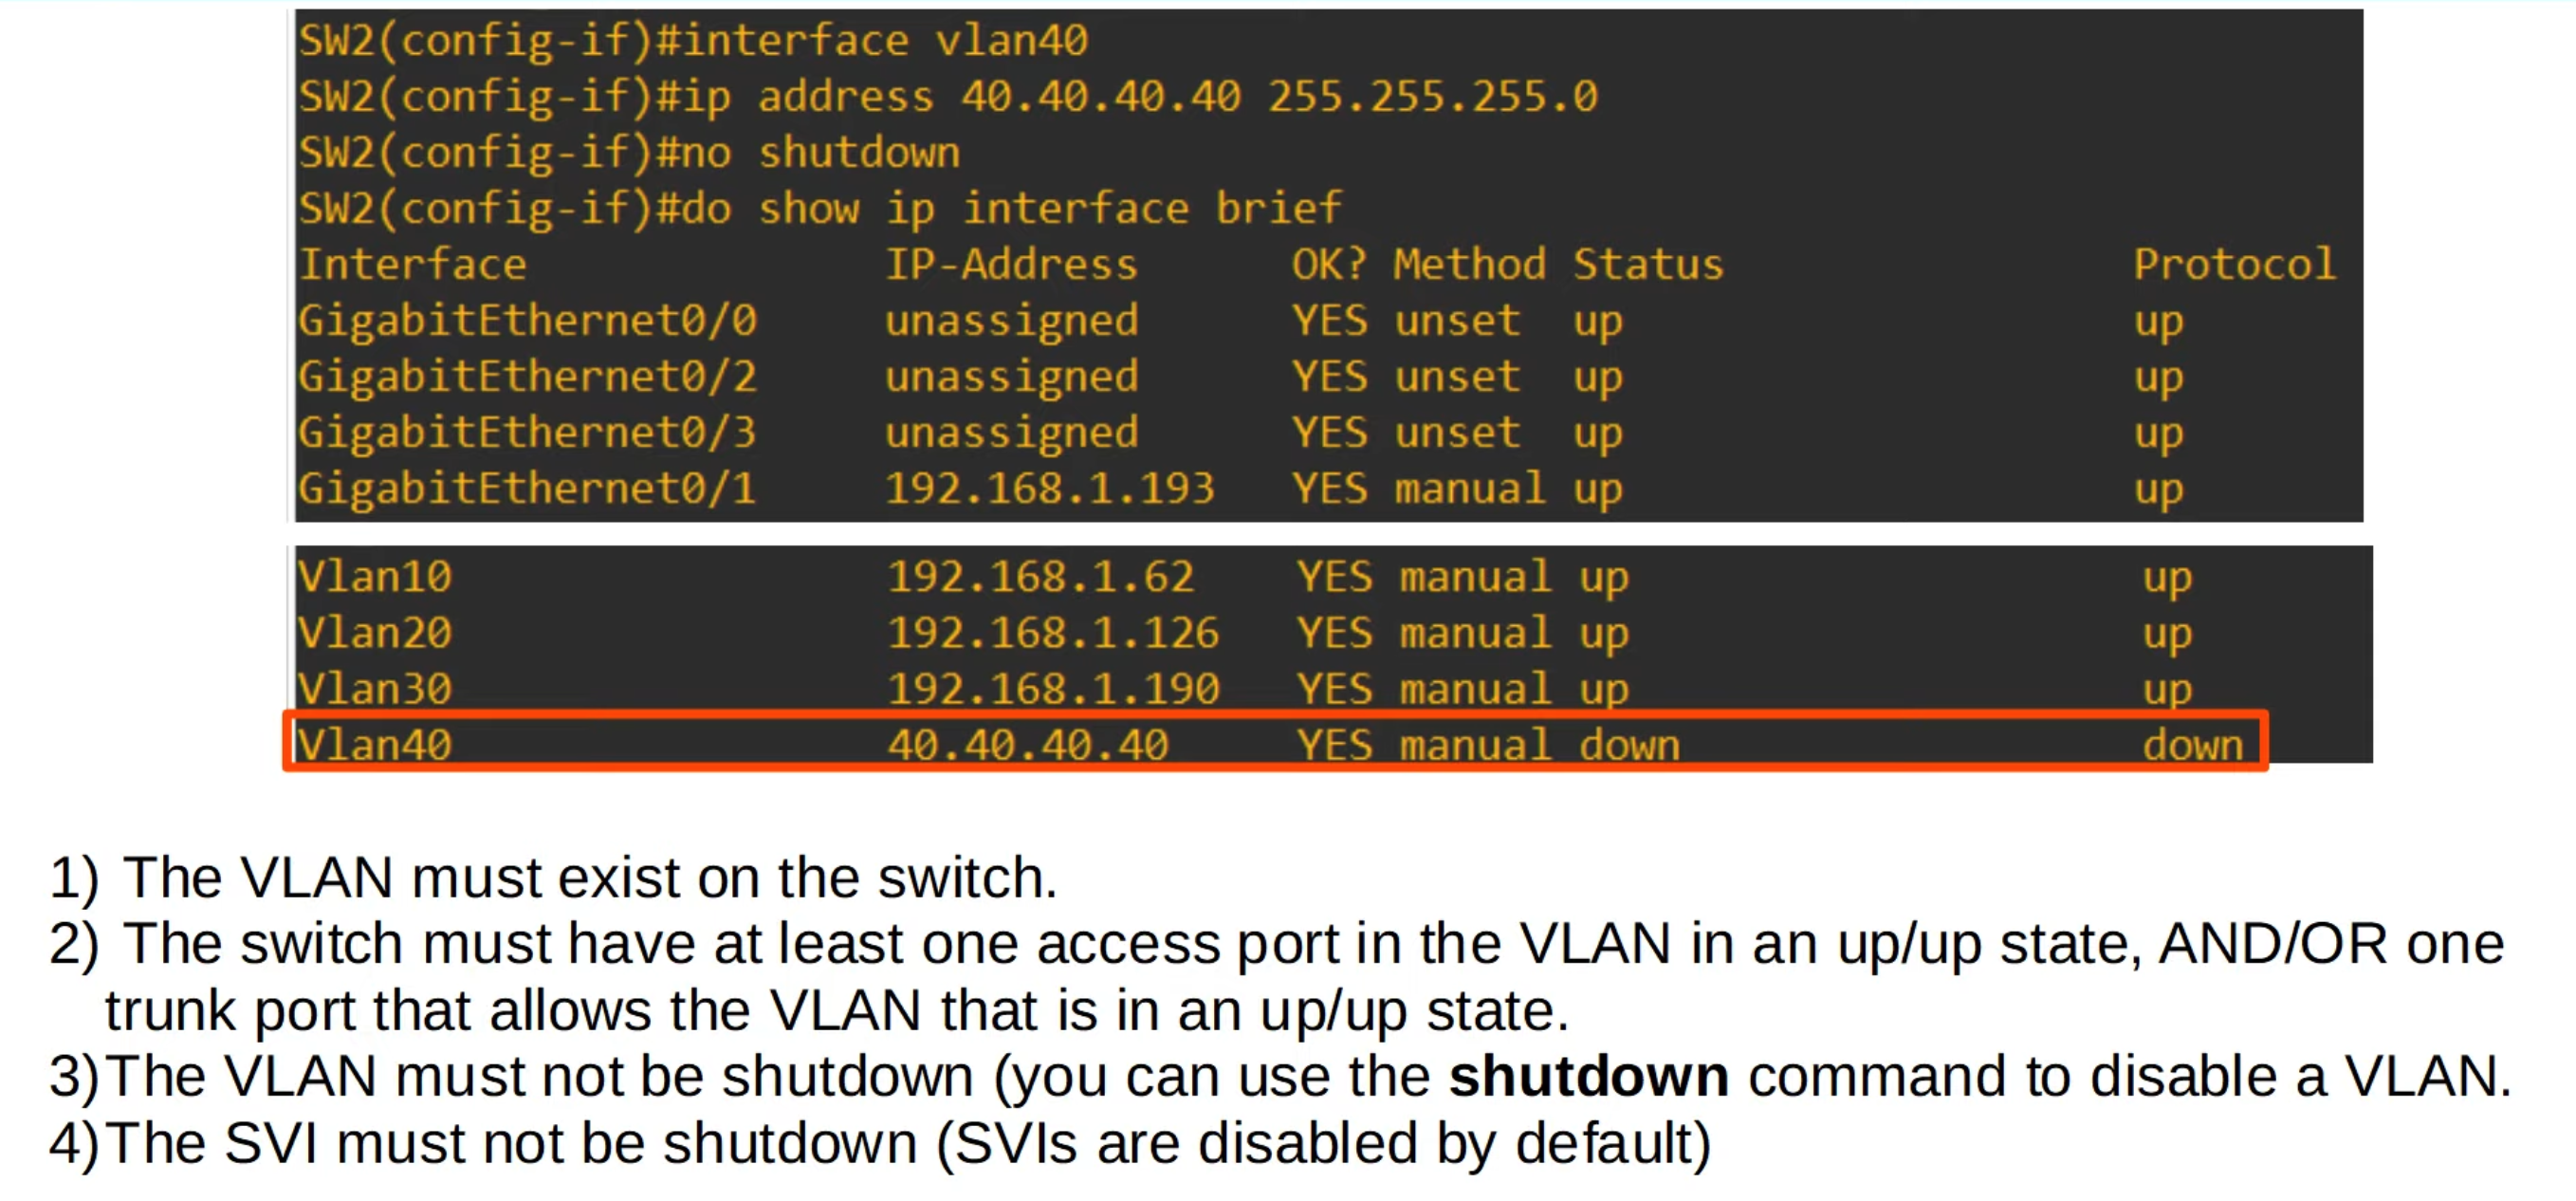 SW2(config-if)#interface vlan40
SW2(config-if)#ip address 40.40.40.40 255.255.255.0
SW2(config-if)#no shutdown
SW2(config-if)#do show ip interface brief
Interface IP-Address OK? Method Status Protocol
GigabitEthernet0/0 unassigned YES unset up up
GigabitEthernet0/2 unassigned YES unset up up
GigabitEthernet0/3 unassigned YES unset up up
GigabitEthernet0/1 192.168.1.193 YES manual up up
Vlan10 192.168.1.62 YES manual up up
Vlan20 192.168.1.126 YES manual up up
Vlan30 192.168.1.190 YES manual up up
Vlan40 40.40.40.40 YES manual down down
1) The VLAN must exist on the switch.
2) The switch must have at least one access port in the VLAN in an up/up state, AND/OR one
trunk port that allows the VLAN that is in an up/up state.
3)The VLAN must not be shutdown (you can use the shutdown command to disable a VLAN.
4)The SVI must not be shutdown (SVIs are disabled by default)